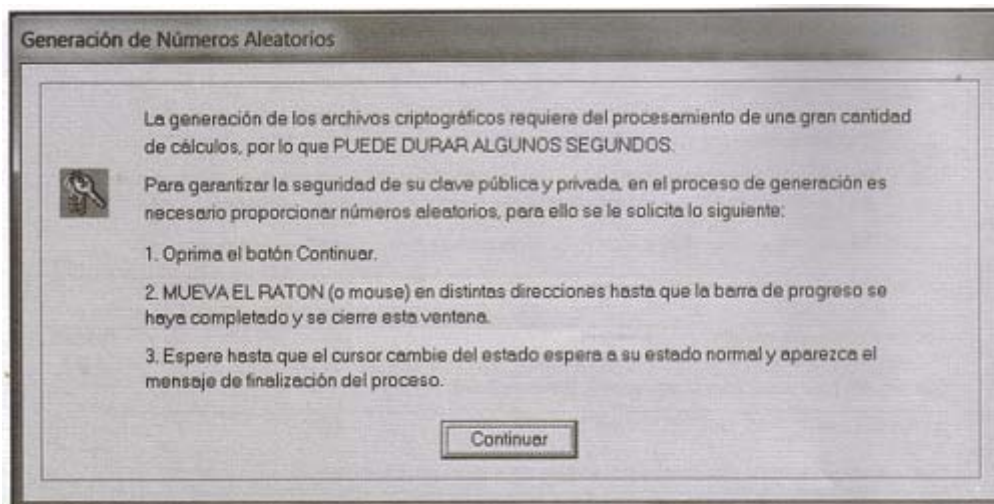 Generación de Números Aleatorios
La generación de los archivos criptográficos requiere del procesamiento de una gran cantidad
de cálculos, por lo que PUEDE DURAR ALGUNOS SEGUNDOS.
Para garantizar la seguridad de su clave pública y privada, en el proceso de generación es
necesario proporcionar números aleatorios, para ello se le solicita lo siguiente:
1. Oprima el botón Continuar.
2. MUEVA EL RATON (o mouse) en distintas direcciones hasta que la barra de progreso se
haya completado y se cierre esta ventana.
3. Espere hasta que el cursor cambie del estado espera a su estado normal y aparezca el
mensaje de finalización del proceso.
Continuar